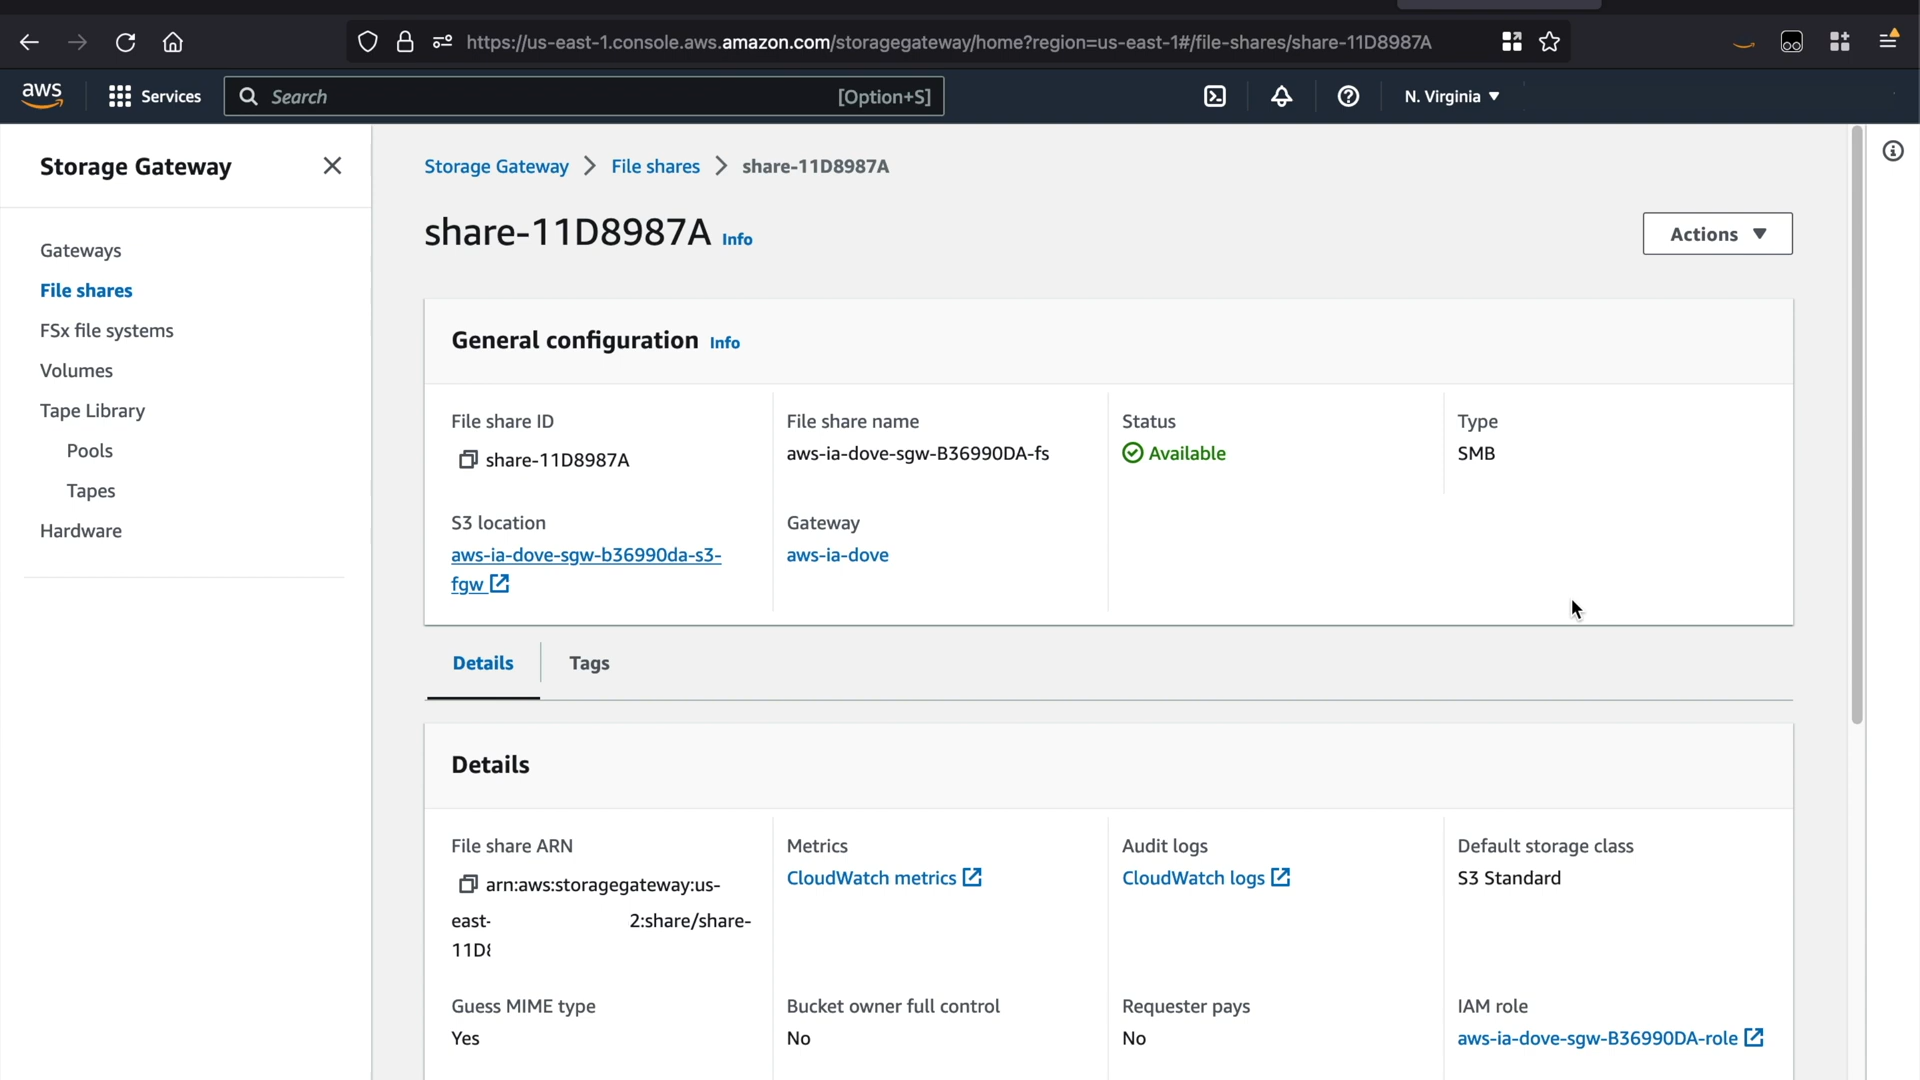 https://us-east-1.console.aws.amazon.com/storagegateway/home?region=us-east-1#/file-shares/share-11D8987A
aws
Services
Search
[Option+S]
N. Virginia
Storage Gateway
Gateways
File shares
FSx file systems
Volumes
Tape Library
Pools
Tapes
Hardware
Storage Gateway > File shares > share-11D8987A
share-11D8987A Info
Actions
General configuration Info
File share ID
share-11D8987A
File share name
aws-ia-dove-sgw-B36990DA-fs
Status
Available
Type
SMB
S3 location
aws-ia-dove-sgw-b36990da-s3-
fgw
Gateway
aws-ia-dove
Details
Tags
Details
File share ARN
arn:aws:storagegateway:us-
east- 2:share/share-
11D8
Metrics
CloudWatch metrics
Audit logs
CloudWatch logs
Default storage class
S3 Standard
Guess MIME type
Yes
Bucket owner full control
No
Requester pays
No
IAM role
aws-ia-dove-sgw-B36990DA-role